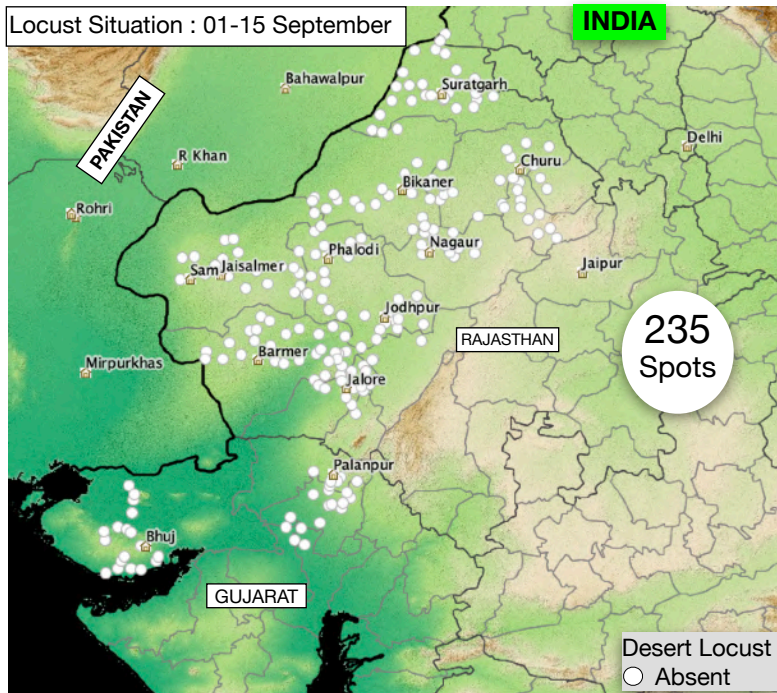 Locust Situation : 01-15 September
INDIA
Bahawalpur
Suratgarh
PAKISTAN
Delhi
R Khan
Churu
Bikaner
Rohri
Nagaur
Phalodi
Sam
Jaisalmer
Jaipur
Jodhpur
235
Spots
RAJASTHAN
Barmer
Mirpurkhas
Jalore
Palanpur
Bhuj
GUJARAT
Desert Locust
Absent